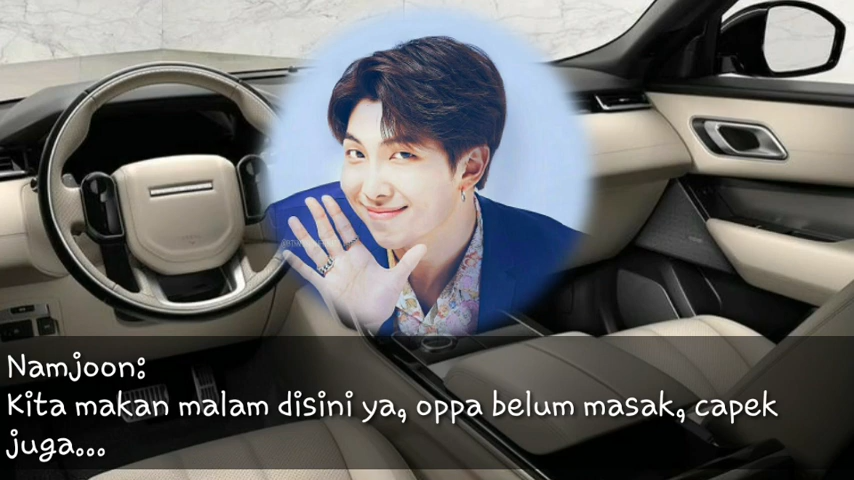 Namjoon:
Kita makan malam disini ya, oppa belum masak, capek
juga...